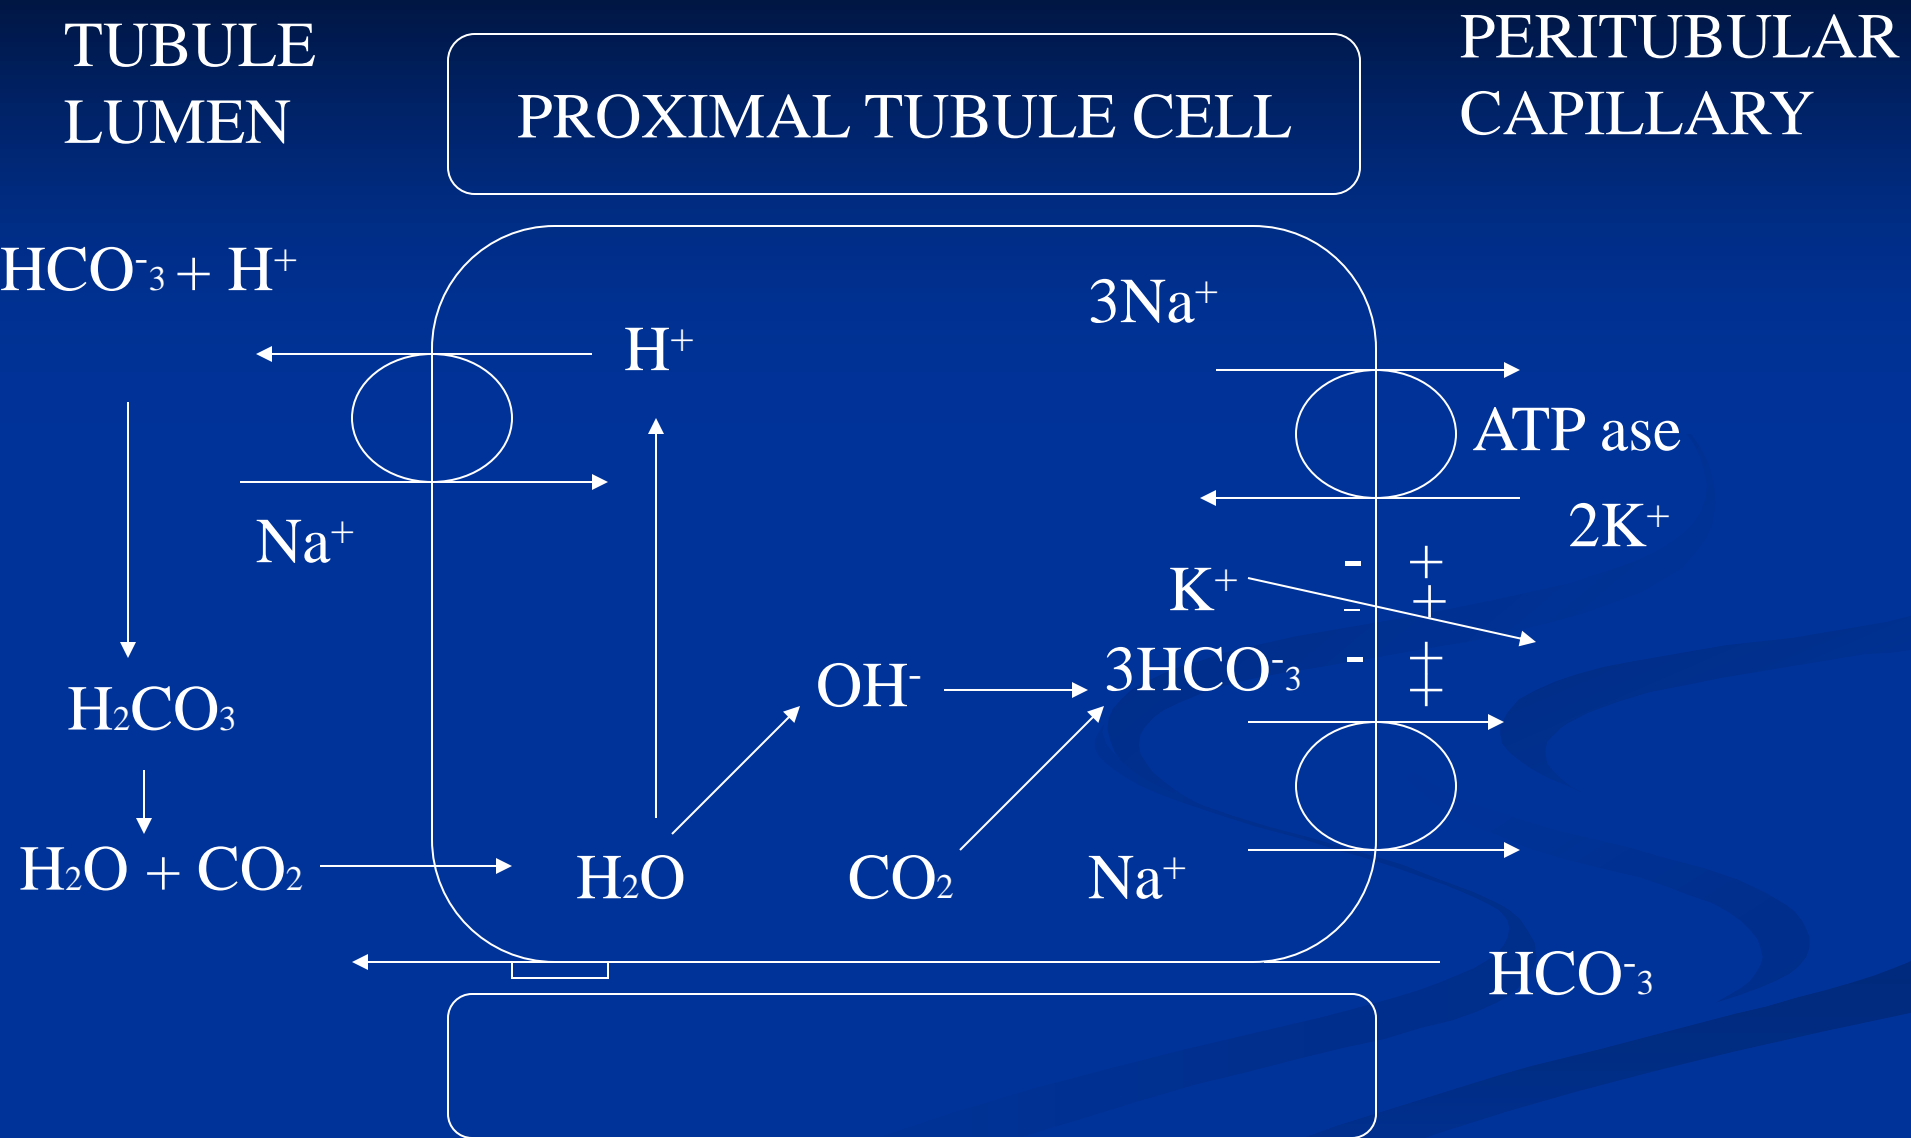 TUBULE
LUMEN
PROXIMAL TUBULE CELL
PERITUBULAR
CAPILLARY
HCO⁻₃ + H⁺
H⁺
3Na⁺
ATP ase
Na⁺
2K⁺
- +
K⁺
- +
3HCO⁻₃
- +
+
OH⁻
H₂CO₃
H₂O + CO₂
H₂O
CO₂
Na⁺
HCO⁻₃